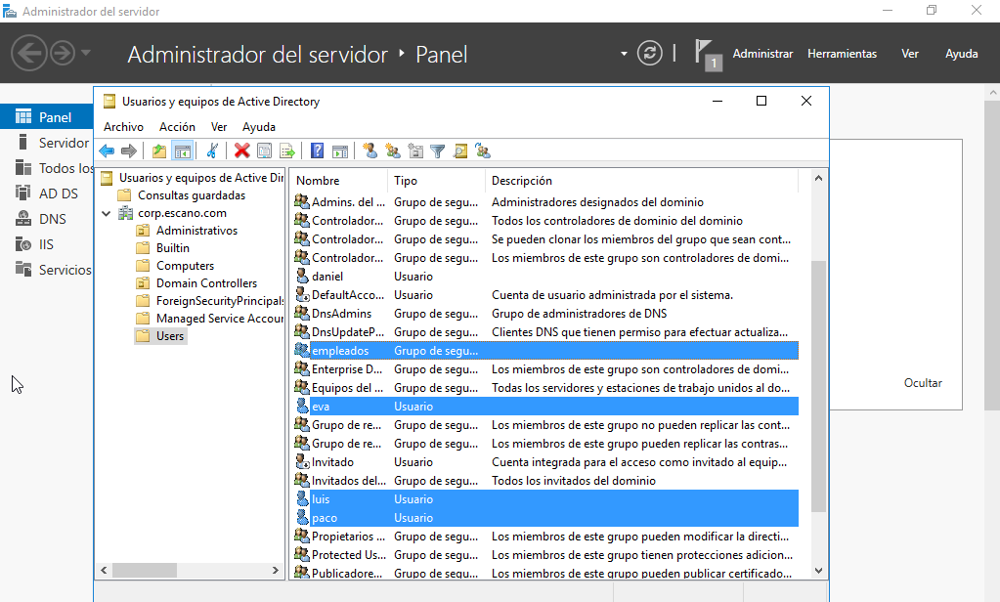 Administrador del servidor
Administrador del servidor ‣ Panel
1
Administrar Herramientas Ver Ayuda
Panel
Servidor
Todos los
AD DS
DNS
IIS
Servicios
Usuarios y equipos de Active Directory
Archivo Acción Ver Ayuda
Usuarios y equipos de Active Dir
Consultas guardadas
corp.escano.com
Administrativos
Builtin
Computers
Domain Controllers
ForeignSecurityPrincipals
Managed Service Accour
Users
Nombre Tipo Descripción
Admins. del ... Grupo de segu... Administradores designados del dominio
Controlador... Grupo de segu... Todos los controladores de dominio del dominio
Controlador... Grupo de segu... Se pueden clonar los miembros del grupo que sean cont...
Controlador... Grupo de segu... Los miembros de este grupo son controladores de domi...
daniel Usuario
DefaultAcco... Usuario Cuenta de usuario administrada por el sistema.
DnsAdmins Grupo de segu... Grupo de administradores de DNS
DnsUpdateP... Grupo de segu... Clientes DNS que tienen permiso para efectuar actualiza...
empleados Grupo de segu...
Enterprise D... Grupo de segu... Los miembros de este grupo son controladores de domi...
Equipos del ... Grupo de segu... Todas los servidores y estaciones de trabajo unidos al do...
eva Usuario
Grupo de re... Grupo de segu... Los miembros de este grupo no pueden replicar las cont...
Grupo de re... Grupo de segu... Los miembros de este grupo pueden replicar las contras...
Invitado Usuario Cuenta integrada para el acceso como invitado al equip...
Invitados del... Grupo de segu... Todos los invitados del dominio
luis Usuario
paco Usuario
Propietarios ... Grupo de segu... Los miembros de este grupo pueden modificar la directi...
Protected Us... Grupo de segu... Los miembros de este grupo tienen protecciones adicion...
Publicadore... Grupo de segu... Los miembros de este grupo pueden publicar certificado...
Ocultar